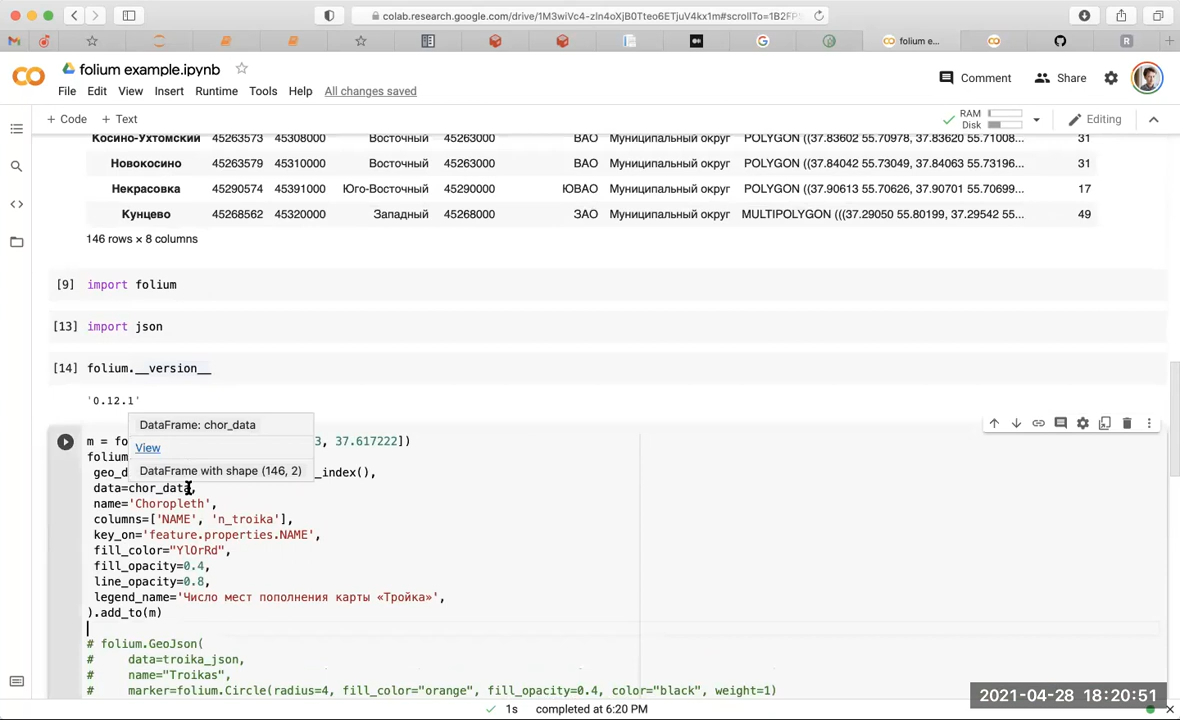 colab.research.google.com/drive/1M3wiVc4-zln4oXjB0Tteo6ETjuV4kx1m#scrollTo=1B2FP
folium e...
folium example.ipynb
Comment
Share
File Edit View Insert Runtime Tools Help All changes saved
+ Code + Text
RAM
Disk
Editing
Косино-Ухтомский 45263573 45308000 Восточный 45263000 ВАО Муниципальный округ POLYGON ((37.83602 55.70978, 37.83620 55.71008... 31
Новокосино 45263579 45310000 Восточный 45263000 ВАО Муниципальный округ POLYGON ((37.84042 55.73049, 37.84063 55.73196... 31
Некрасовка 45290574 45391000 Юго-Восточный 45290000 ЮВАО Муниципальный округ POLYGON ((37.90613 55.70626, 37.90701 55.70699... 17
Кунцево 45268562 45320000 Западный 45268000 ЗАО Муниципальный округ MULTIPOLYGON (((37.29050 55.80199, 37.29542 55... 49
146 rows × 8 columns
[9] import folium
[13] import json
[14] folium.__version__
'0.12.1'
DataFrame: chor_data
View
DataFrame with shape (146, 2)
m = fo 3, 37.617222])
folium
geo_d _index(),
data=chor_data,
name='Choropleth',
columns=['NAME', 'n_troika'],
key_on='feature.properties.NAME',
fill_color="YlOrRd",
fill_opacity=0.4,
line_opacity=0.8,
legend_name='Число мест пополнения карты «Тройка»',
).add_to(m)
# folium.GeoJson(
# data=troika_json,
# name="Troikas",
# marker=folium.Circle(radius=4, fill_color="orange", fill_opacity=0.4, color="black", weight=1)
2021-04-28 18:20:51
1s completed at 6:20 PM